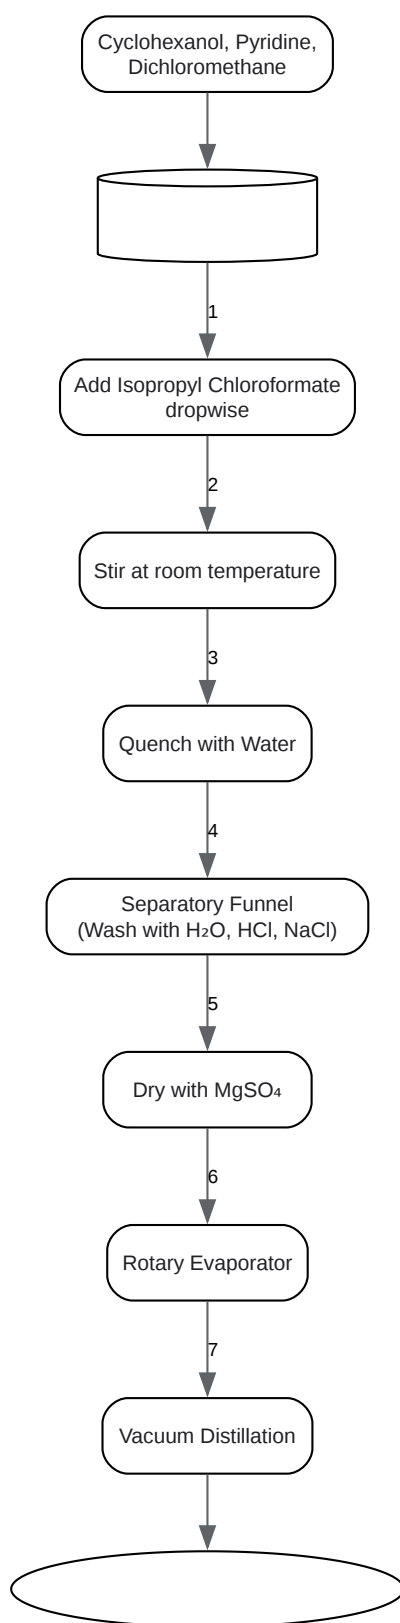 Cyclohexanol, Pyridine,
Dichloromethane
1
Add Isopropyl Chloroformate
dropwise
2
Stir at room temperature
3
Quench with Water
4
Separatory Funnel
(Wash with H₂O, HCl, NaCl)
5
Dry with MgSO₄
6
Rotary Evaporator
7
Vacuum Distillation